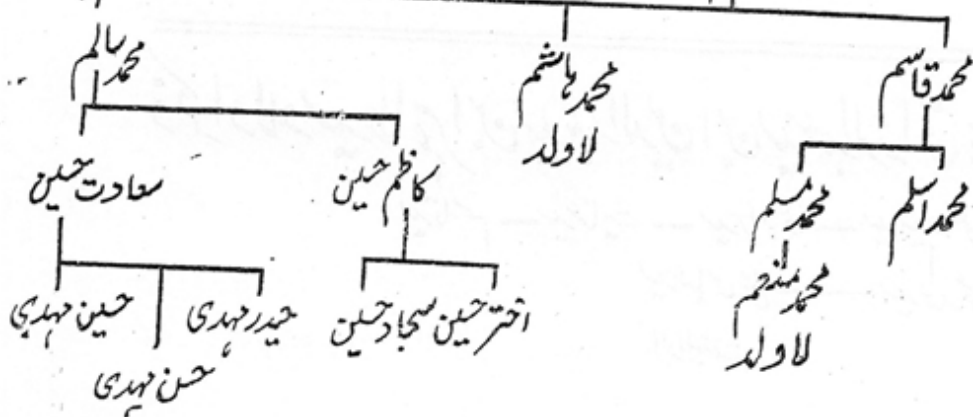 محمد قاسم محمد ہاشم محمد سالم
لاولد
محمد اسلم محمد مسلم کاظم حسین سعادت حسین
محمد منذحم
لاولد
اختر حسین سجاد حسین حیدر مہدی حسین مہدی
حسن مہدی